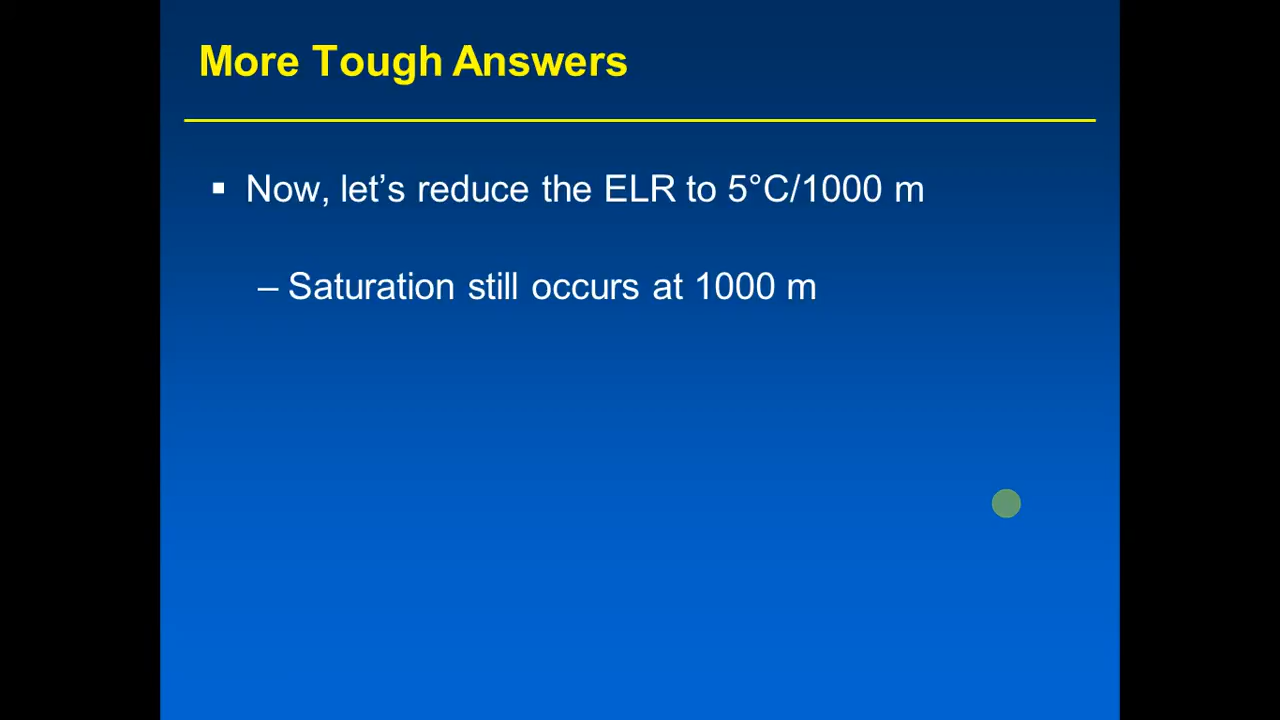 More Tough Answers
▪ Now, let’s reduce the ELR to 5°C/1000 m
– Saturation still occurs at 1000 m